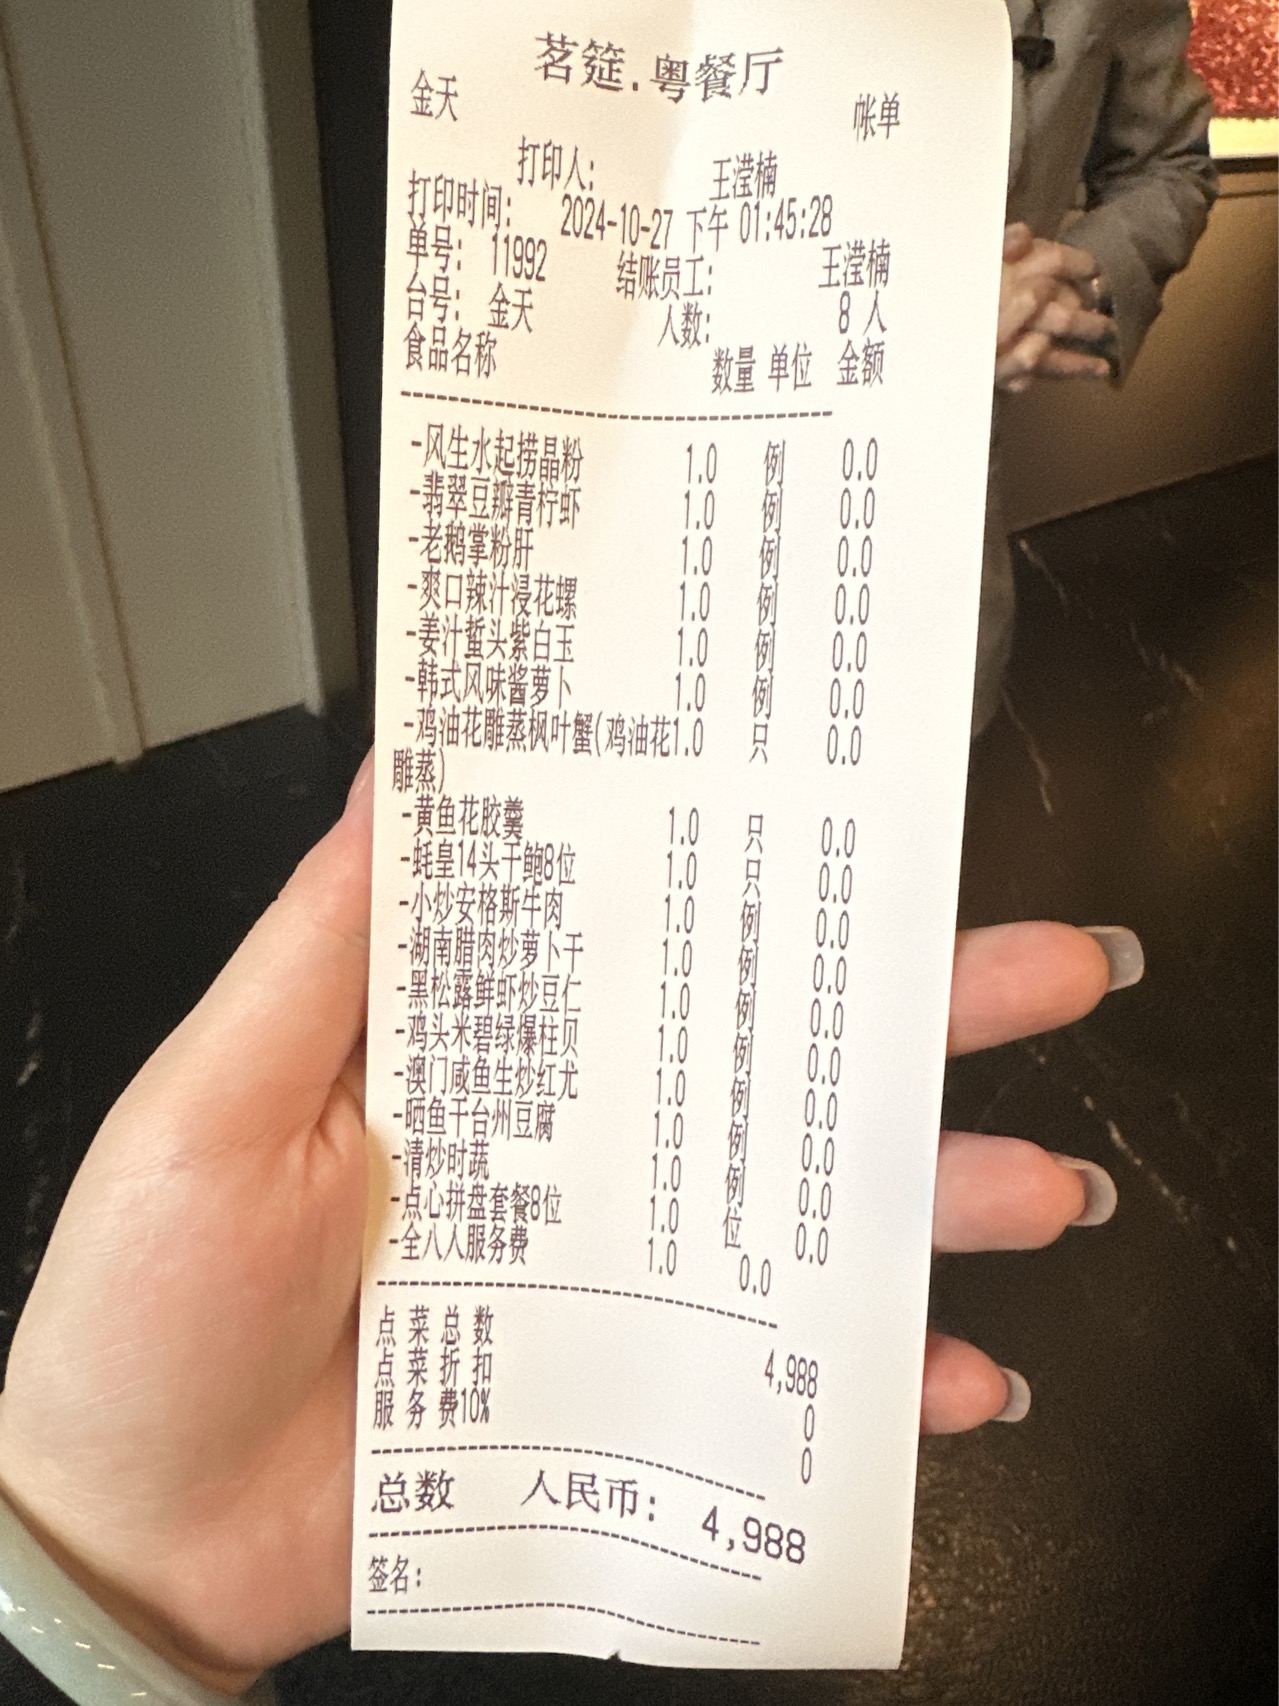 茗筵.粤餐厅
金天 帐单
打印人: 王滢楠
打印时间: 2024-10-27 下午 01:45:28
单号: 11992 结账员工: 王滢楠
台号: 金天 人数: 8 人
食品名称 数量 单位 金额
-风生水起捞晶粉 1.0 例 0.0
-翡翠豆瓣青柠虾 1.0 例 0.0
-老鹅掌粉肝 1.0 例 0.0
-爽口辣汁浸花螺 1.0 例 0.0
-姜汁蜇头紫白玉 1.0 例 0.0
-韩式风味酱萝卜 1.0 例 0.0
-鸡油花雕蒸枫叶蟹(鸡油花1.0 只 0.0
雕蒸)
-黄鱼花胶羹 1.0 只 0.0
-蚝皇14头干鲍8位 1.0 只 0.0
-小炒安格斯牛肉 1.0 例 0.0
-湖南腊肉炒萝卜干 1.0 例 0.0
-黑松露鲜虾炒豆仁 1.0 例 0.0
-鸡头米碧绿爆柱贝 1.0 例 0.0
-澳门咸鱼生炒红尤 1.0 例 0.0
-晒鱼干台州豆腐 1.0 例 0.0
-清炒时蔬 1.0 例 0.0
-点心拼盘套餐8位 1.0 位 0.0
-全八人服务费 1.0 0.0
点菜总数 4,988
点菜折扣 0
服务费10% 0
总数 人民币: 4,988
签名: